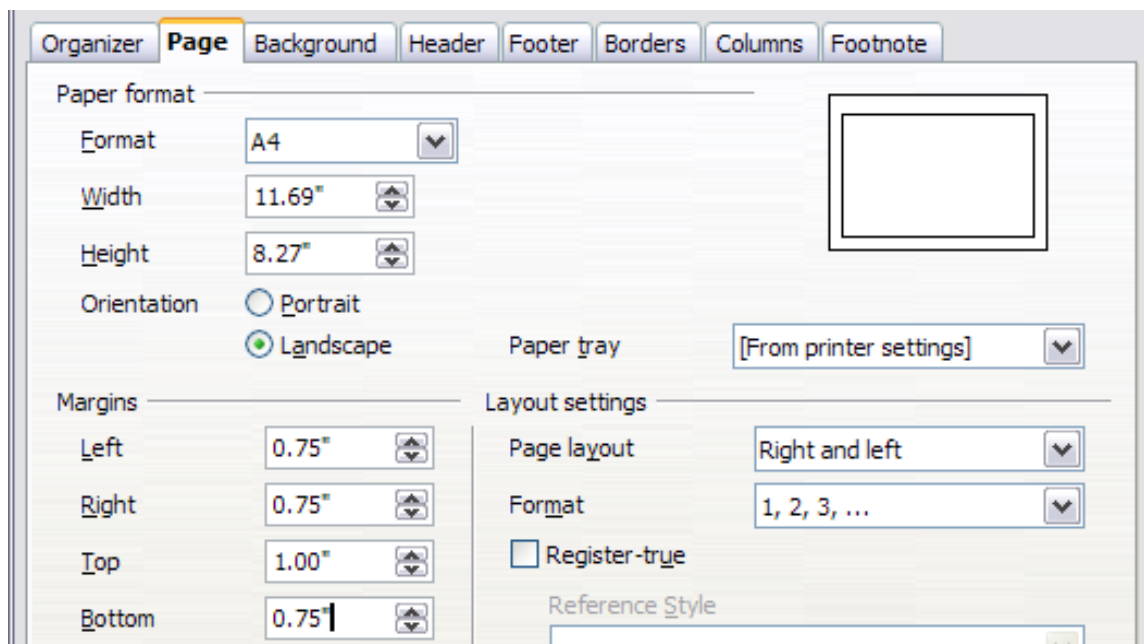 Organizer Page Background Header Footer Borders Columns Footnote
Paper format
Format A4
Width 11.69"
Height 8.27"
Orientation Portrait
Landscape Paper tray [From printer settings]
Margins Layout settings
Left 0.75" Page layout Right and left
Right 0.75" Format 1, 2, 3, ...
Top 1.00" Register-true
Reference Style
Bottom 0.75"